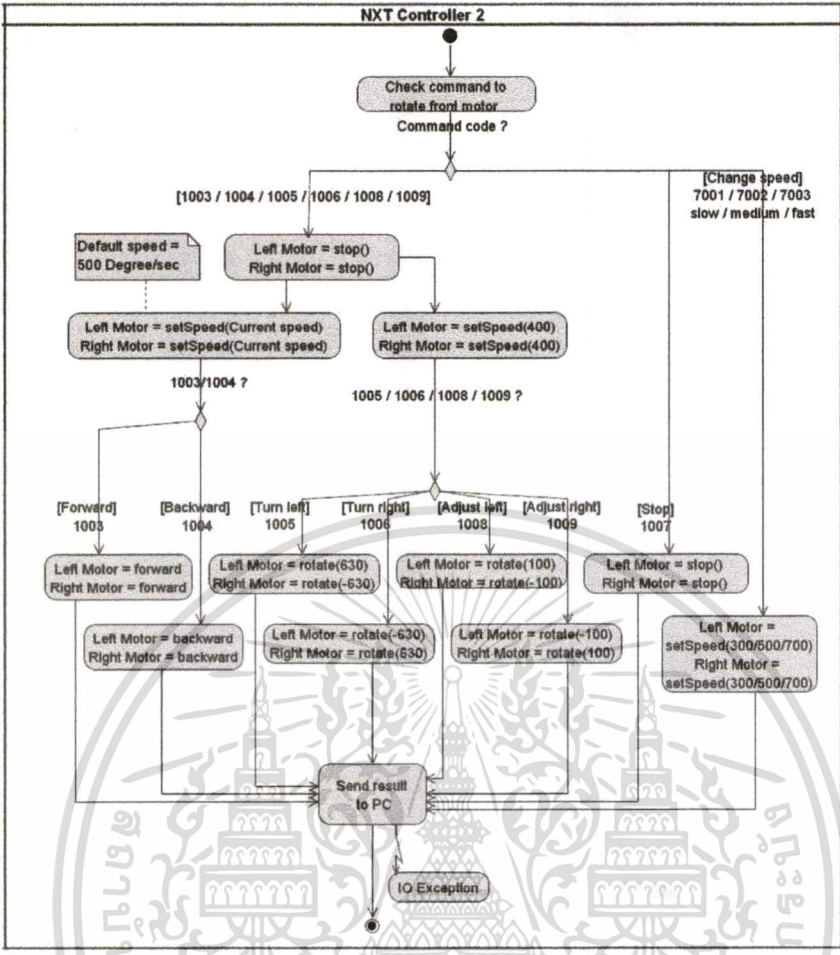 NXT Controller 2
Check command to
rotate front motor
Command code ?
[1003 / 1004 / 1005 / 1006 / 1008 / 1009]
[Change speed]
7001 / 7002 / 7003
slow / medium / fast
Default speed =
500 Degree/sec
Left Motor = stop()
Right Motor = stop()
Left Motor = setSpeed(Current speed)
Right Motor = setSpeed(Current speed)
Left Motor = setSpeed(400)
Right Motor = setSpeed(400)
1003/1004 ?
1005 / 1006 / 1008 / 1009 ?
[Forward]
1003
[Backward]
1004
[Turn left]
1005
[Turn right]
1006
[Adjust left]
1008
[Adjust right]
1009
[Stop]
1007
Left Motor = forward
Right Motor = forward
Left Motor = rotate(630)
Right Motor = rotate(-630)
Left Motor = rotate(100)
Right Motor = rotate(-100)
Left Motor = stop()
Right Motor = stop()
Left Motor = backward
Right Motor = backward
Left Motor = rotate(-630)
Right Motor = rotate(630)
Left Motor = rotate(-100)
Right Motor = rotate(100)
Left Motor =
setSpeed(300/500/700)
Right Motor =
setSpeed(300/500/700)
Send result
to PC
IO Exception